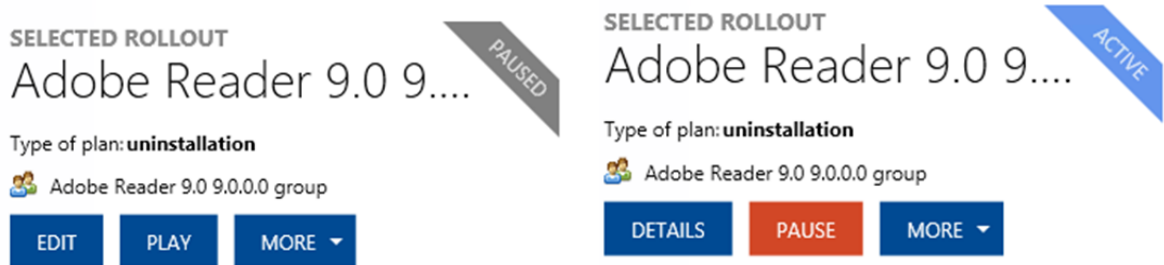 SELECTED ROLLOUT
Adobe Reader 9.0 9....
PAUSED
Type of plan: uninstallation
Adobe Reader 9.0 9.0.0.0 group
EDIT PLAY MORE
SELECTED ROLLOUT
Adobe Reader 9.0 9....
ACTIVE
Type of plan: uninstallation
Adobe Reader 9.0 9.0.0.0 group
DETAILS PAUSE MORE